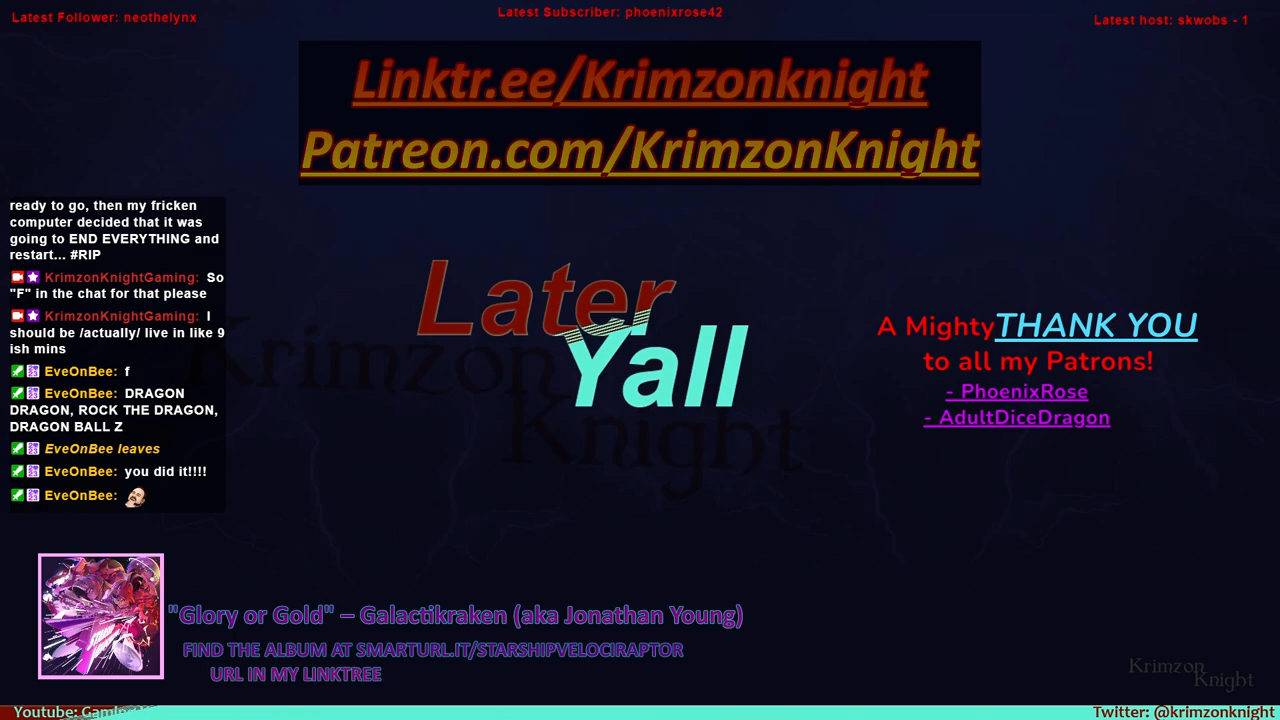 Latest Follower: neothelynx
Latest Subscriber: phoenixrose42
Latest host: skwobs - 1
Linktr.ee/Krimzonknight
Patreon.com/KrimzonKnight
ready to go, then my fricken
computer decided that it was
going to END EVERYTHING and
restart... #RIP
KrimzonKnightGaming: So
"F" in the chat for that please
KrimzonKnightGaming: I
should be /actually/ live in like 9
ish mins
EveOnBee: f
EveOnBee: DRAGON
DRAGON, ROCK THE DRAGON,
DRAGON BALL Z
EveOnBee leaves
EveOnBee: you did it!!!!
EveOnBee:
Later
Yall
Krimzon
Knight
A Mighty THANK YOU
to all my Patrons!
- PhoenixRose
- AdultDiceDragon
"Glory or Gold" – Galactikraken (aka Jonathan Young)
FIND THE ALBUM AT SMARTURL.IT/STARSHIPVELOCIRAPTOR
URL IN MY LINKTREE
Krimzon
Knight
Youtube:
Twitter: @krimzonknight